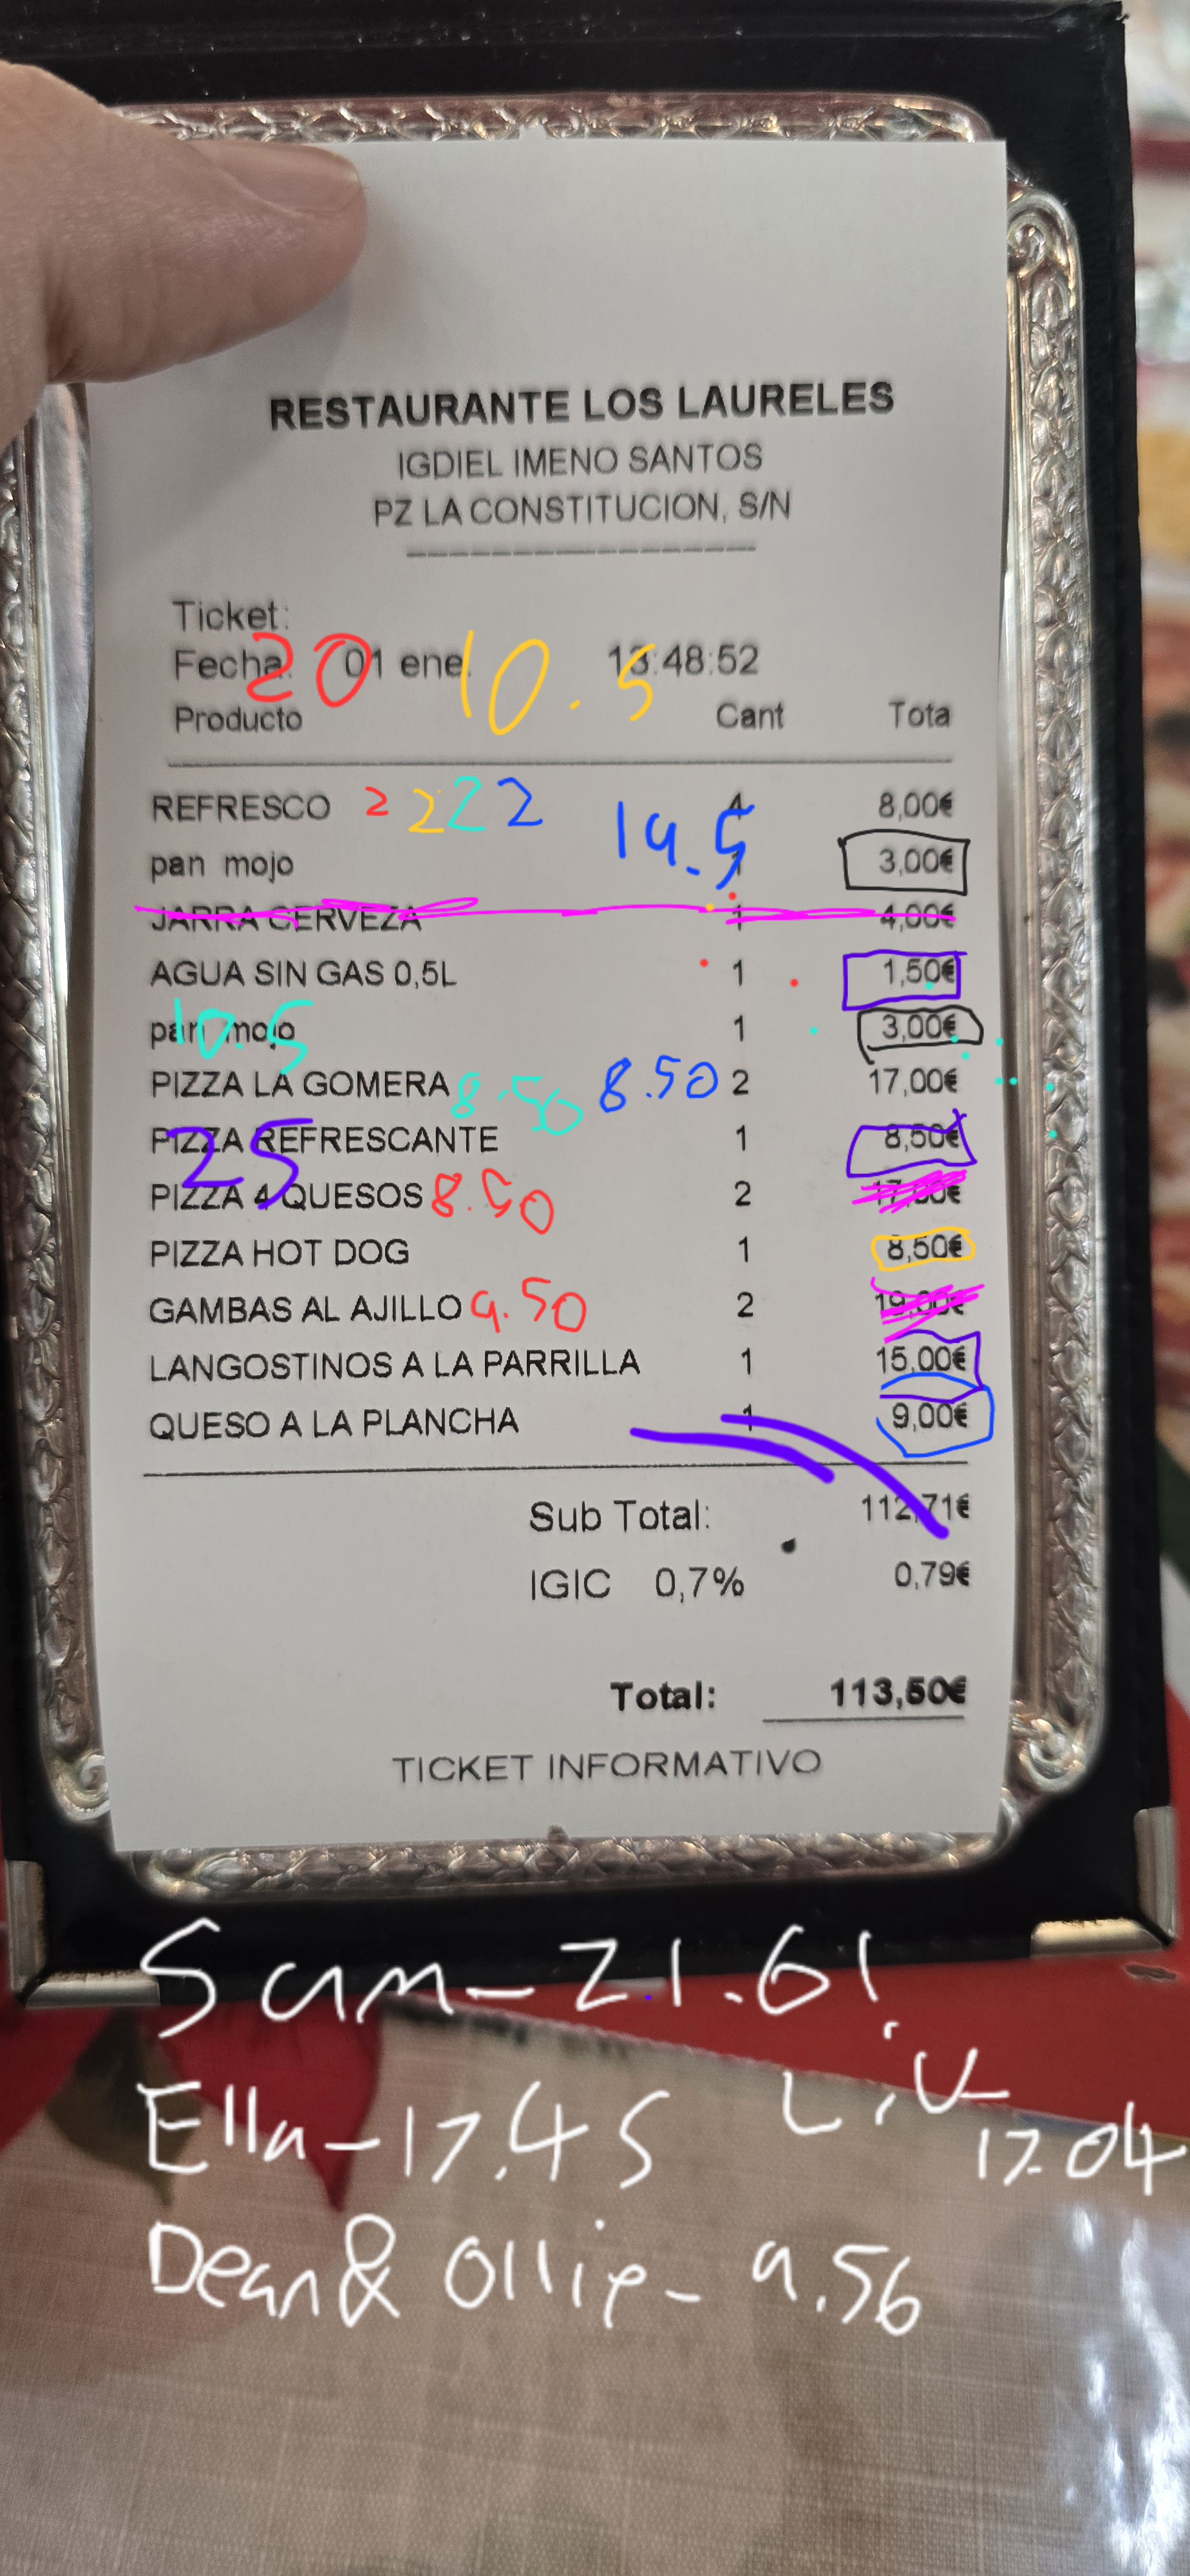 RESTAURANTE LOS LAURELES
IGDIEL IMENO SANTOS
PZ LA CONSTITUCION, S/N
Ticket:
Fecha: 01 ene 13:48:52
20 10.5
Producto Cant Tota
REFRESCO 2 2 2 2 4 8,00€
19.5
pan mojo 1 3,00€
JARRA CERVEZA 1 4,00€
AGUA SIN GAS 0,5L 1 1,50€
10.5
pan mojo 1 3,00€
PIZZA LA GOMERA 8.50 8.50 2 17,00€
PIZZA REFRESCANTE 1 8,50€
25
PIZZA 4 QUESOS 8.50 2 17,00€
PIZZA HOT DOG 1 8,50€
GAMBAS AL AJILLO 9.50 2 19,00€
LANGOSTINOS A LA PARRILLA 1 15,00€
QUESO A LA PLANCHA 1 9,00€
Sub Total: 112,71€
IGIC 0,7% 0,79€
Total: 113,50€
TICKET INFORMATIVO
Sam - 21.61
Ella - 17.45 Liv - 17.04
Dean & Ollie - 9.56